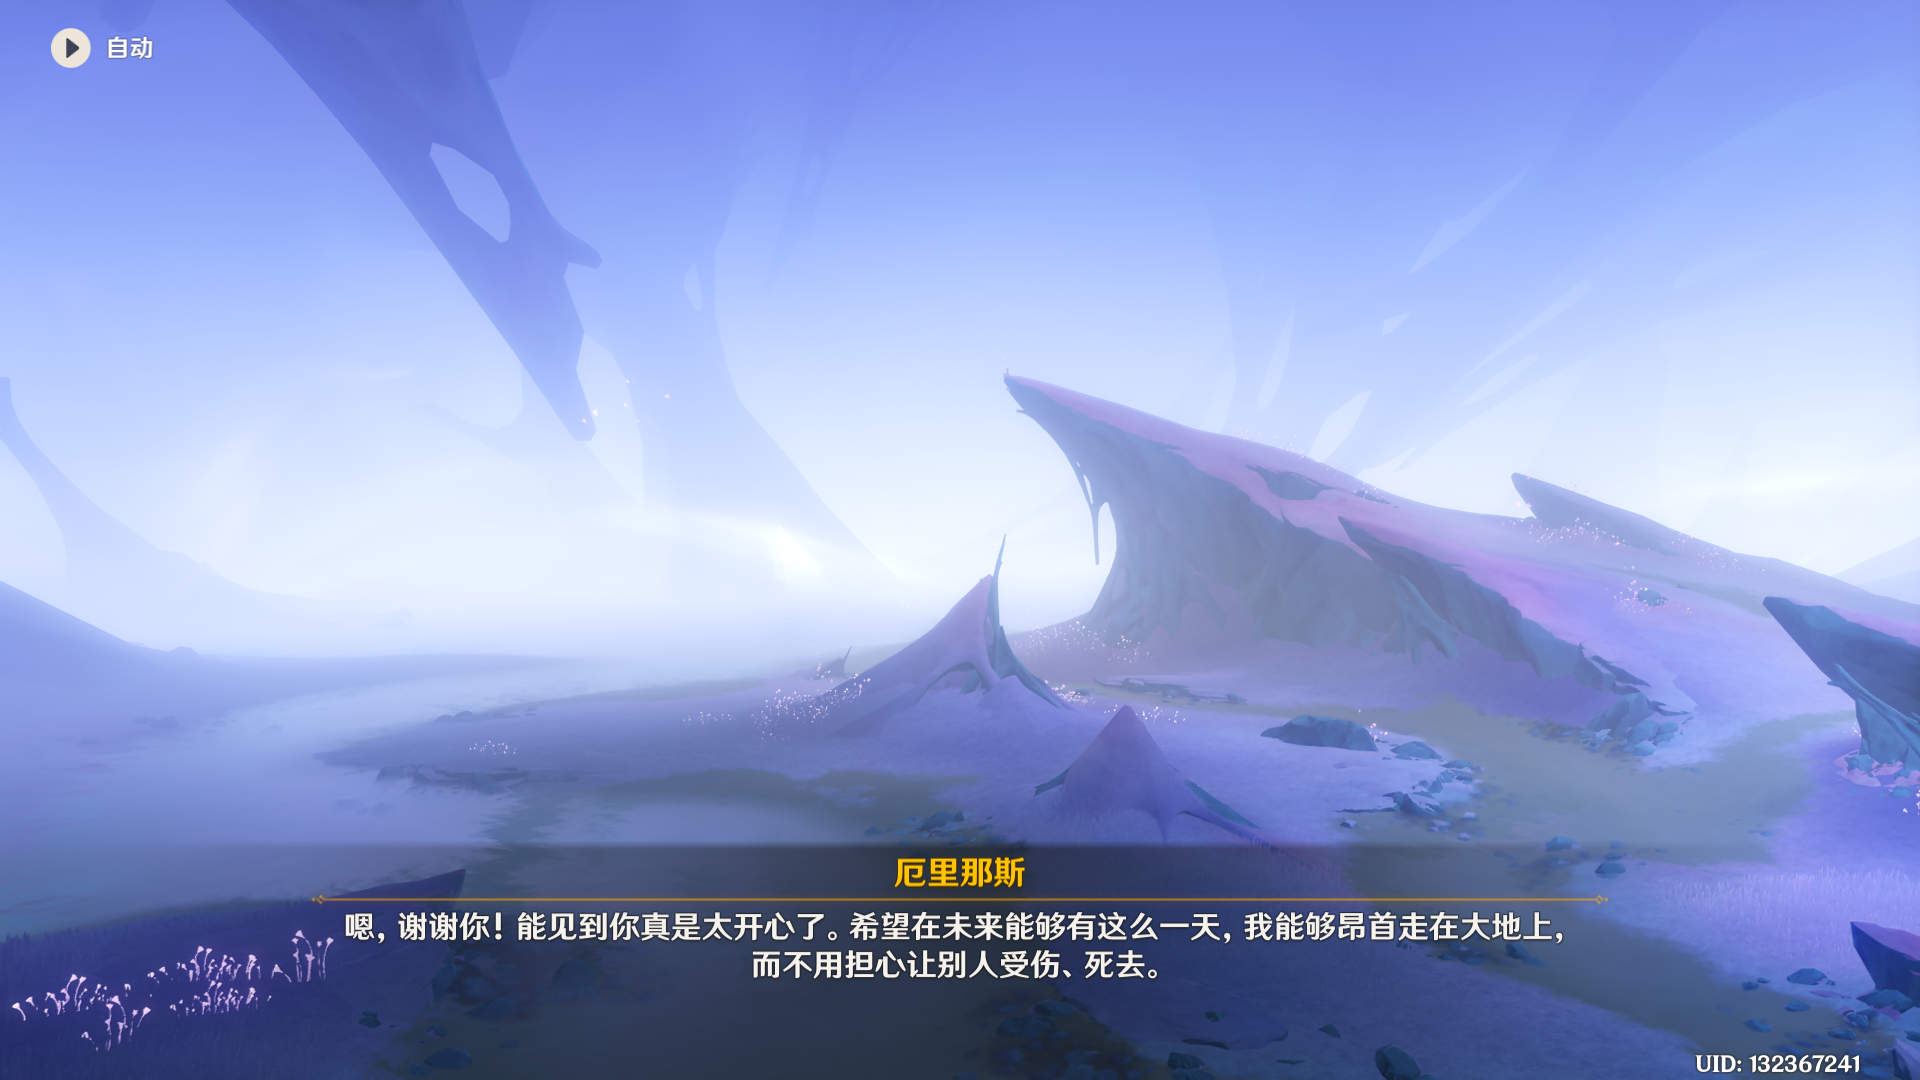 自动
厄里那斯
嗯，谢谢你！能见到你真是太开心了。希望在未来能够有这么一天，我能够昂首走在大地上，
而不用担心让别人受伤、死去。
UID: 132367241